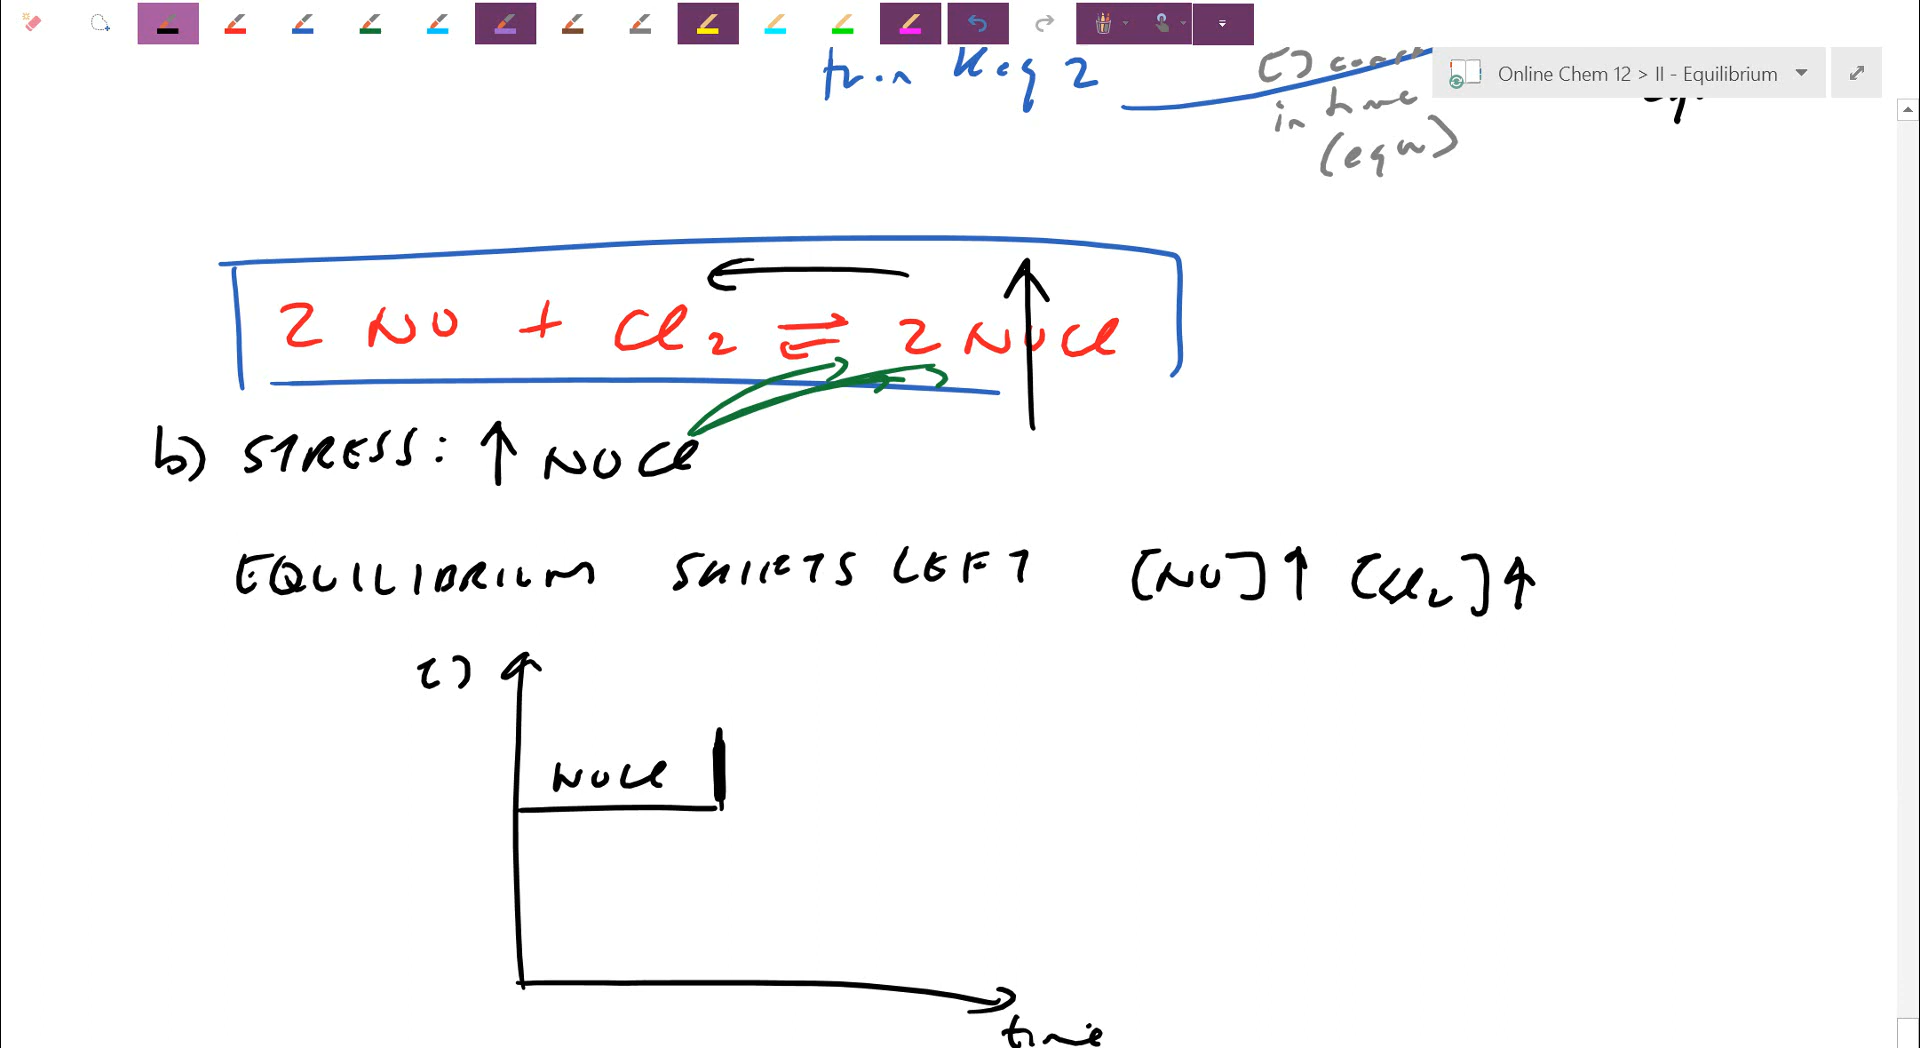 Keq 2
[ ]
Online Chem 12 > II - Equilibrium
in time
(eqm)
2 NO + Cl₂ ⇌ 2 NOCl
b) STRESS: ↑ NOCl
EQUILIBRIUM SHIFTS LEFT [NO]↑ [Cl₂]↑
[ ]
NOCl
time